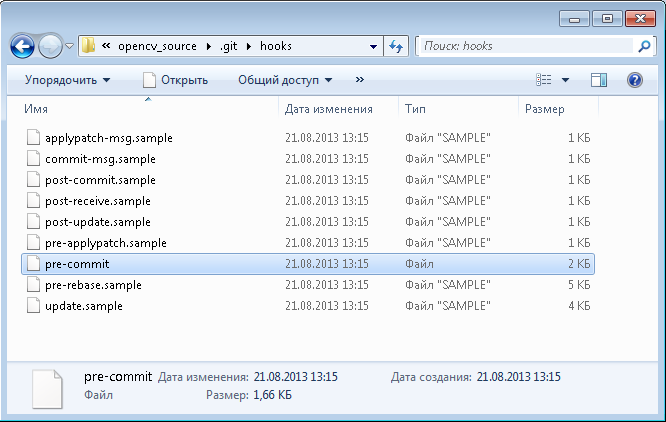 « opencv_source .git hooks Поиск: hooks
Упорядочить Открыть Общий доступ »
Имя Дата изменения Тип Размер
applypatch-msg.sample 21.08.2013 13:15 Файл "SAMPLE" 1 КБ
commit-msg.sample 21.08.2013 13:15 Файл "SAMPLE" 1 КБ
post-commit.sample 21.08.2013 13:15 Файл "SAMPLE" 1 КБ
post-receive.sample 21.08.2013 13:15 Файл "SAMPLE" 1 КБ
post-update.sample 21.08.2013 13:15 Файл "SAMPLE" 1 КБ
pre-applypatch.sample 21.08.2013 13:15 Файл "SAMPLE" 1 КБ
pre-commit 21.08.2013 13:15 Файл 2 КБ
pre-rebase.sample 21.08.2013 13:15 Файл "SAMPLE" 5 КБ
update.sample 21.08.2013 13:15 Файл "SAMPLE" 4 КБ
pre-commit Дата изменения: 21.08.2013 13:15 Дата создания: 21.08.2013 13:15
Файл Размер: 1,66 КБ